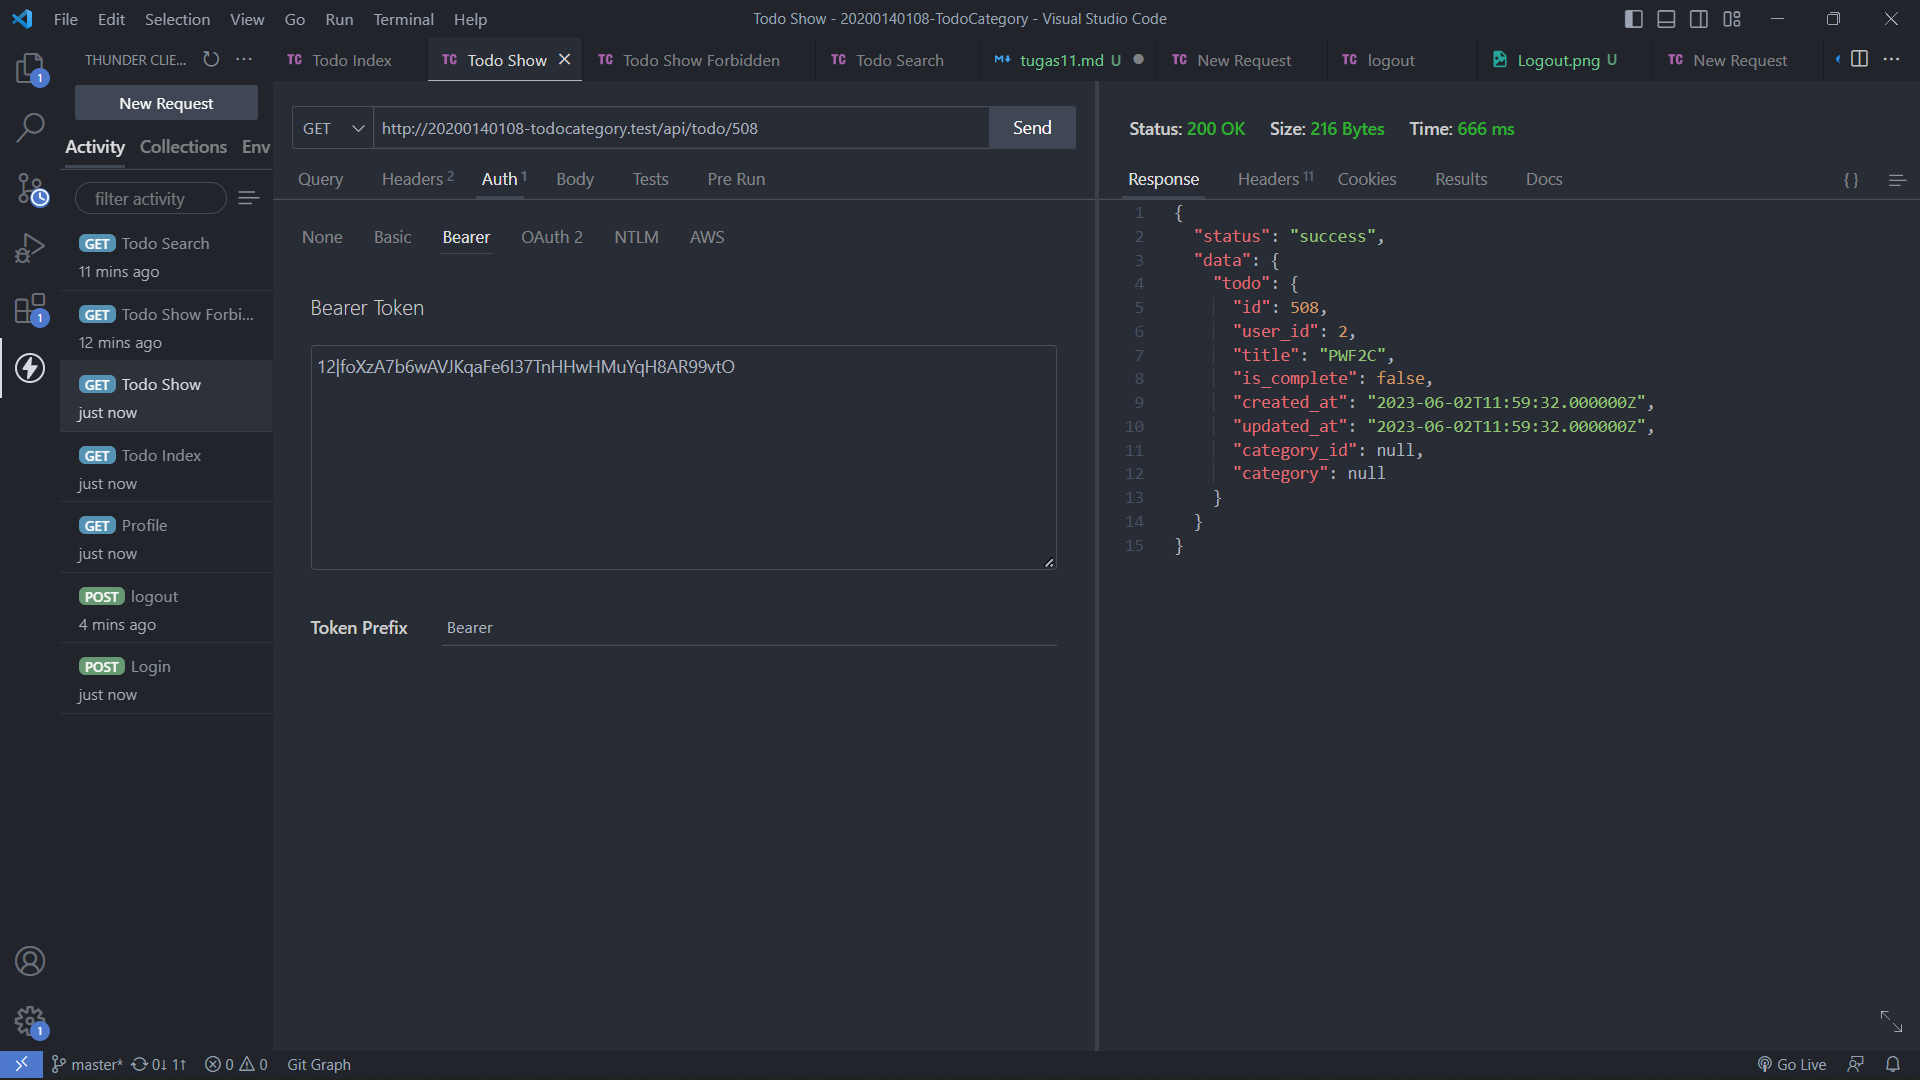 File Edit Selection View Go Run Terminal Help
Todo Show - 20200140108-TodoCategory - Visual Studio Code
THUNDER CLIE...
TC Todo Index
TC Todo Show
TC Todo Show Forbidden
TC Todo Search
tugas11.md U
TC New Request
TC logout
Logout.png U
TC New Request
New Request
Activity Collections Env
filter activity
GET Todo Search
11 mins ago
GET Todo Show Forbi...
12 mins ago
GET Todo Show
just now
GET Todo Index
just now
GET Profile
just now
POST logout
4 mins ago
POST Login
just now
1
1
1
GET http://20200140108-todocategory.test/api/todo/508 Send
Query Headers 2 Auth 1 Body Tests Pre Run
None Basic Bearer OAuth 2 NTLM AWS
Bearer Token
Token Prefix Bearer
Status: 200 OK Size: 216 Bytes Time: 666 ms
Response Headers 11 Cookies Results Docs { }
1 {
2 "status": "success",
3 "data": {
4 "todo": {
5 "id": 508,
6 "user_id": 2,
7 "title": "PWF2C",
8 "is_complete": false,
9 "created_at": "2023-06-02T11:59:32.000000Z",
10 "updated_at": "2023-06-02T11:59:32.000000Z",
11 "category_id": null,
12 "category": null
13 }
14 }
15 }
master* 0↓ 1↑ 0 0 Git Graph
Go Live